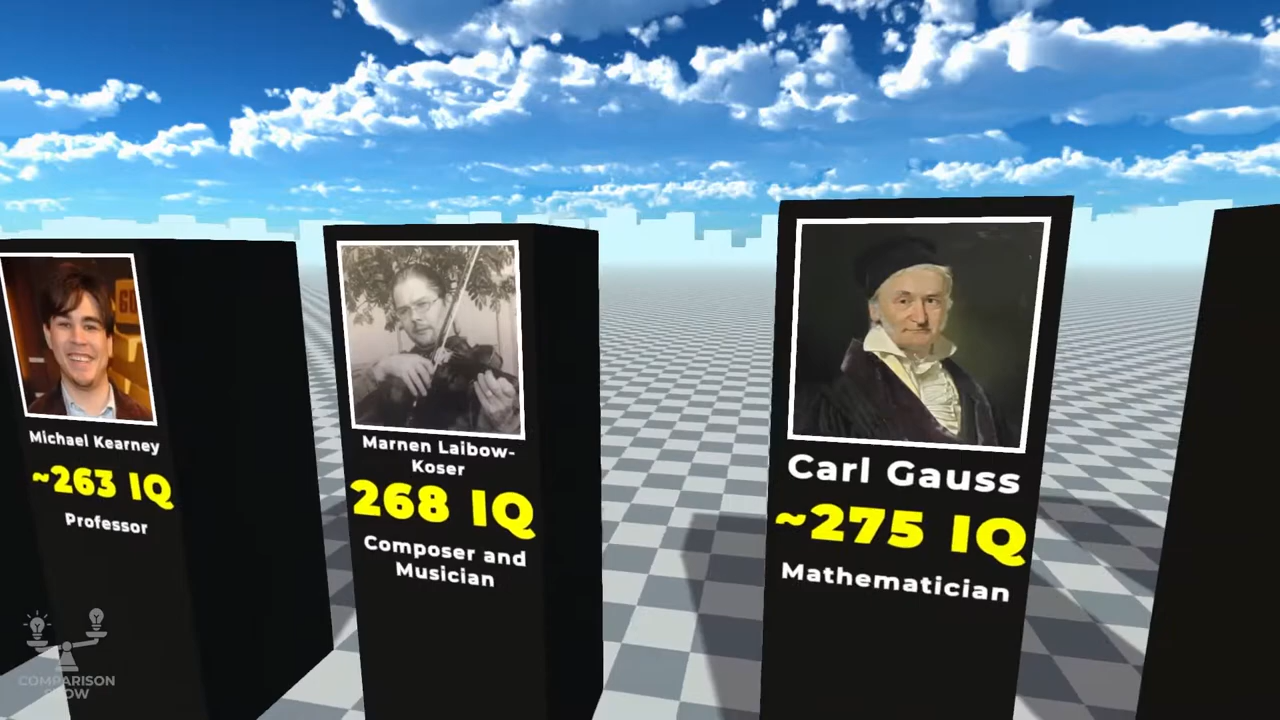 Michael Kearney
~263 IQ
Professor
Marnen Laibow-
Koser
268 IQ
Composer and
Musician
Carl Gauss
~275 IQ
Mathematician
COMPARISON
SHOW